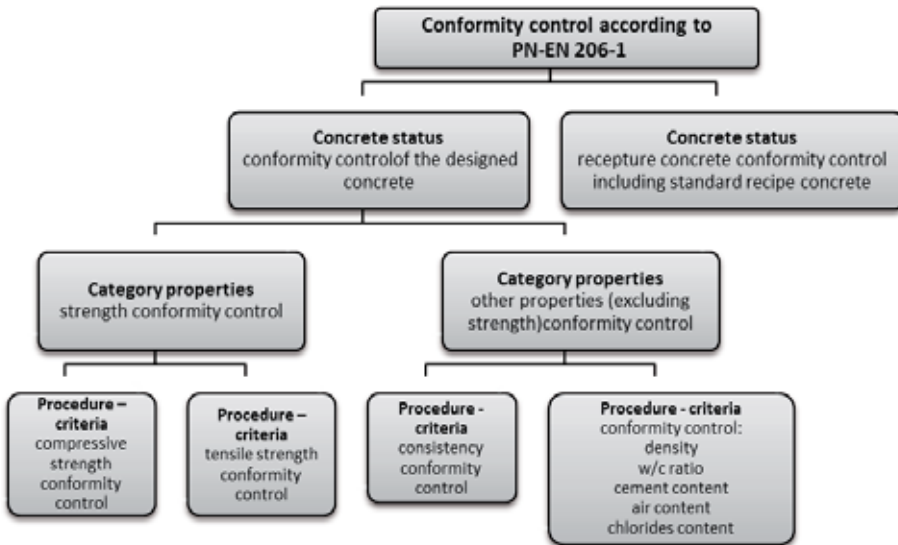 Conformity control according to
PN-EN 206-1
Concrete status
conformity controlof the designed
concrete
Concrete status
recepture concrete conformity control
including standard recipe concrete
Category properties
strength conformity control
Category properties
other properties (excluding
strength)conformity control
Procedure –
criteria
compressive
strength
conformity
control
Procedure –
criteria
tensile strength
conformity
control
Procedure -
criteria
consistency
conformity
control
Procedure - criteria
conformity control:
density
w/c ratio
cement content
air content
chlorides content